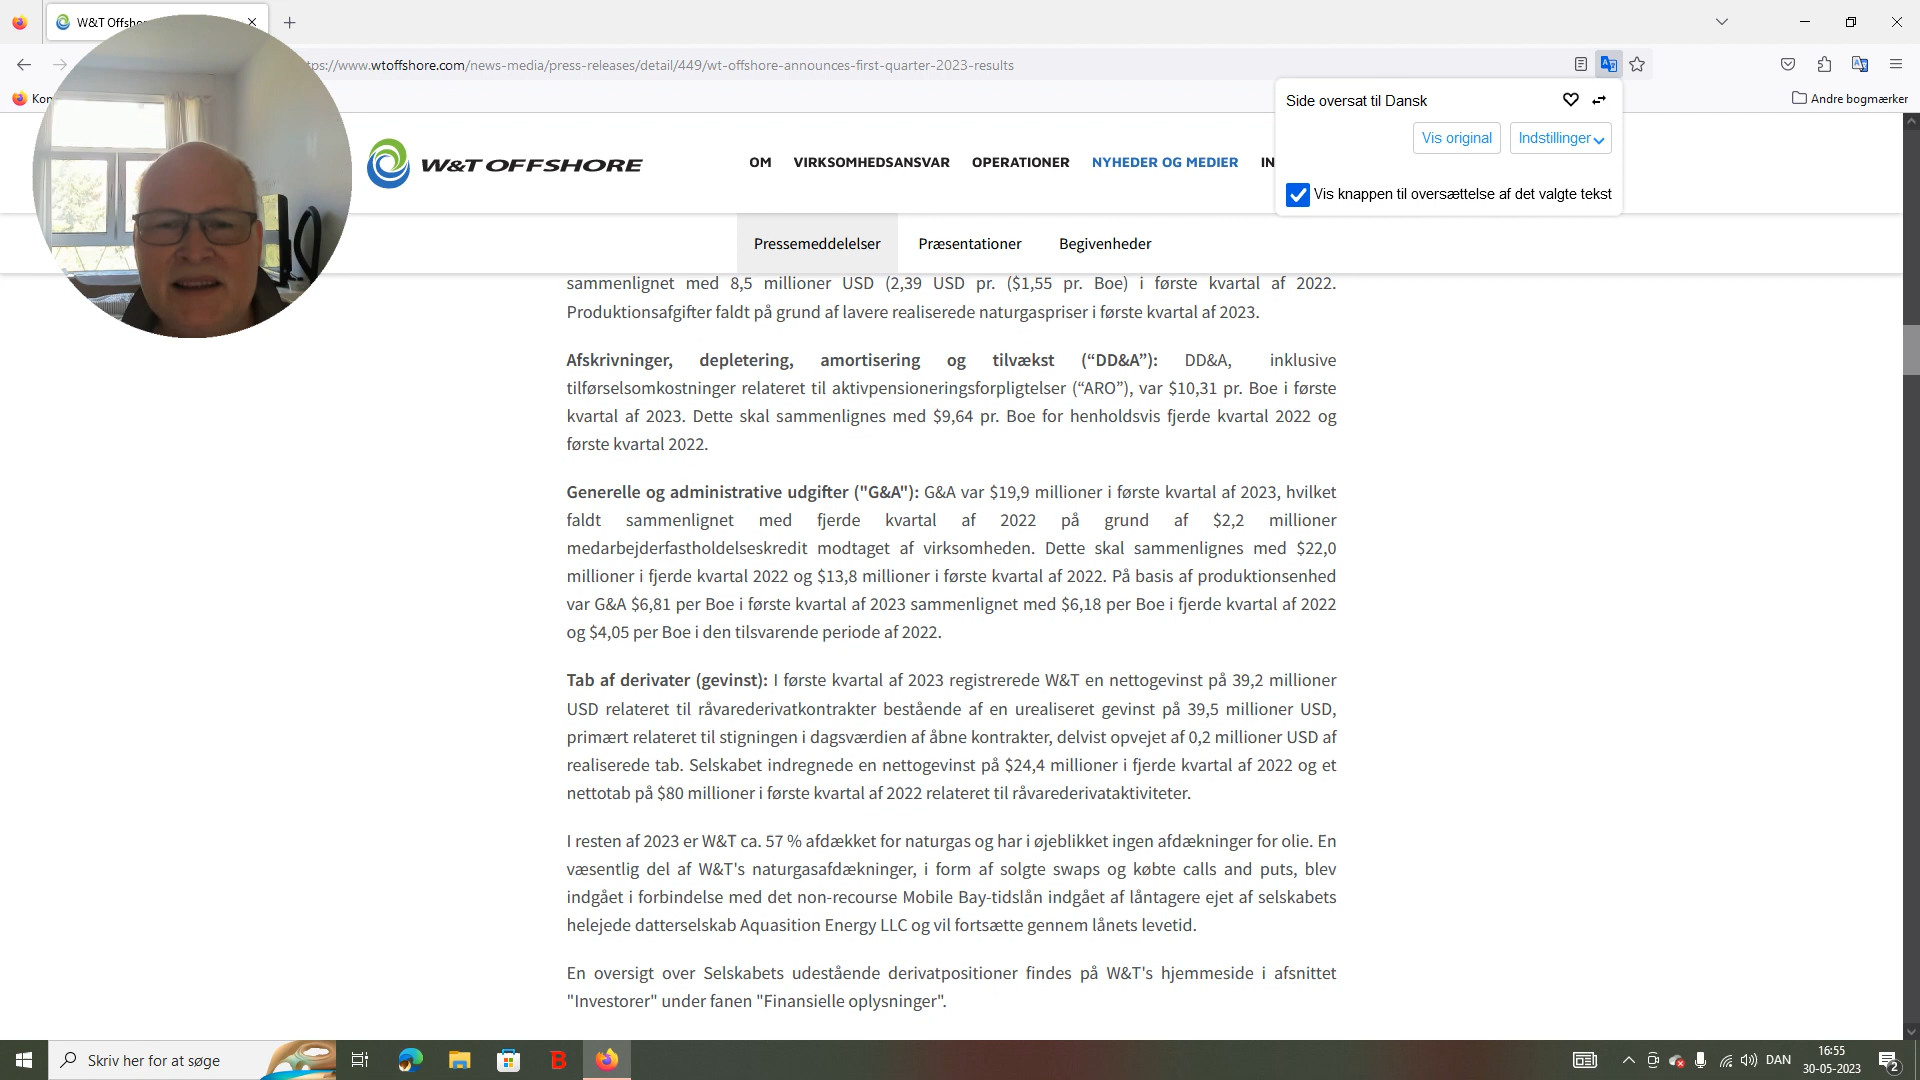 W&T Offsho
tps://www.wtoffshore.com/news-media/press-releases/detail/449/wt-offshore-announces-first-quarter-2023-results
Kon
Andre bogmærker
Side oversat til Dansk
Vis original
Indstillinger
Vis knappen til oversættelse af det valgte tekst
W&T OFFSHORE
OM VIRKSOMHEDSANSVAR OPERATIONER NYHEDER OG MEDIER IN
Pressemeddelelser Præsentationer Begivenheder
sammenlignet med 8,5 millioner USD (2,39 USD pr. ($1,55 pr. Boe) i første kvartal af 2022.
Produktionsafgifter faldt på grund af lavere realiserede naturgaspriser i første kvartal af 2023.
Afskrivninger, depletering, amortisering og tilvækst (“DD&A”): DD&A, inklusive
tilførselsomkostninger relateret til aktivpensioneringsforpligtelser (“ARO”), var $10,31 pr. Boe i første
kvartal af 2023. Dette skal sammenlignes med $9,64 pr. Boe for henholdsvis fjerde kvartal 2022 og
første kvartal 2022.
Generelle og administrative udgifter ("G&A"): G&A var $19,9 millioner i første kvartal af 2023, hvilket
faldt sammenlignet med fjerde kvartal af 2022 på grund af $2,2 millioner
medarbejderfastholdelseskredit modtaget af virksomheden. Dette skal sammenlignes med $22,0
millioner i fjerde kvartal 2022 og $13,8 millioner i første kvartal af 2022. På basis af produktionsenhed
var G&A $6,81 per Boe i første kvartal af 2023 sammenlignet med $6,18 per Boe i fjerde kvartal af 2022
og $4,05 per Boe i den tilsvarende periode af 2022.
Tab af derivater (gevinst): I første kvartal af 2023 registrerede W&T en nettogevinst på 39,2 millioner
USD relateret til råvarederivatkontrakter bestående af en urealiseret gevinst på 39,5 millioner USD,
primært relateret til stigningen i dagsværdien af åbne kontrakter, delvist opvejet af 0,2 millioner USD af
realiserede tab. Selskabet indregnede en nettogevinst på $24,4 millioner i fjerde kvartal af 2022 og et
nettotab på $80 millioner i første kvartal af 2022 relateret til råvarederivataktiviteter.
I resten af 2023 er W&T ca. 57 % afdækket for naturgas og har i øjeblikket ingen afdækninger for olie. En
væsentlig del af W&T's naturgasafdækninger, i form af solgte swaps og købte calls and puts, blev
indgået i forbindelse med det non-recourse Mobile Bay-tidslån indgået af låntagere ejet af selskabets
helejede datterselskab Aquasition Energy LLC og vil fortsætte gennem lånets levetid.
En oversigt over Selskabets udestående derivatpositioner findes på W&T's hjemmeside i afsnittet
"Investorer" under fanen "Finansielle oplysninger".
Skriv her for at søge
DAN
16:55
30-05-2023
2